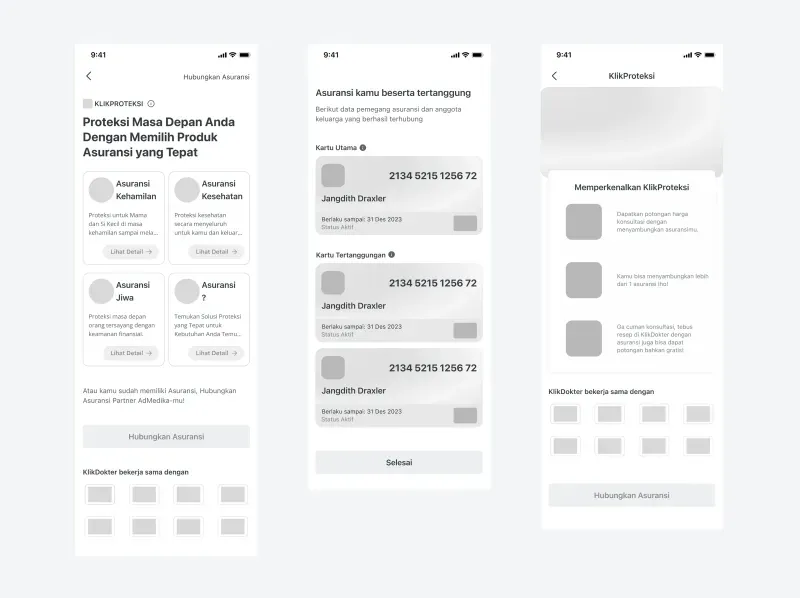 9:41
Hubungkan Asuransi
KLIKPROTEKSI
Proteksi Masa Depan Anda
Dengan Memilih Produk
Asuransi yang Tepat
Asuransi
Kehamilan
Proteksi untuk Mama
dan Si Kecil di masa
kehamilan sampai mela...
Lihat Detail →
Asuransi
Kesehatan
Proteksi kesehatan
secara menyeluruh
untuk kamu dan keluar...
Lihat Detail →
Asuransi
Jiwa
Proteksi masa depan
orang tersayang dengan
keamanan finansial.
Lihat Detail →
Asuransi
?
Temukan Solusi Proteksi
yang Tepat untuk
Kebutuhan Anda Temu...
Lihat Detail →
Atau kamu sudah memiliki Asuransi, Hubungkan
Asuransi Partner AdMedika-mu!
Hubungkan Asuransi
KlikDokter bekerja sama dengan
9:41
Asuransi kamu beserta tertanggung
Berikut data pemegang asuransi dan anggota
keluarga yang berhasil terhubung
Kartu Utama
2134 5215 1256 72
Jangdith Draxler
Berlaku sampai: 31 Des 2023
Status Aktif
Kartu Tertanggungan
2134 5215 1256 72
Jangdith Draxler
Berlaku sampai: 31 Des 2023
Status Aktif
2134 5215 1256 72
Jangdith Draxler
Berlaku sampai: 31 Des 2023
Status Aktif
Selesai
9:41
KlikProteksi
Memperkenalkan KlikProteksi
Dapatkan potongan harga
konsultasi dengan
menyambungkan asuransimu.
Kamu bisa menyambungkan lebih
dari 1 asuransi lho!
Ga cuman konsultasi, tebus
resep di KlikDokter dengan
asuransi juga bisa dapat
potongan bahkan gratis!
KlikDokter bekerja sama dengan
Hubungkan Asuransi